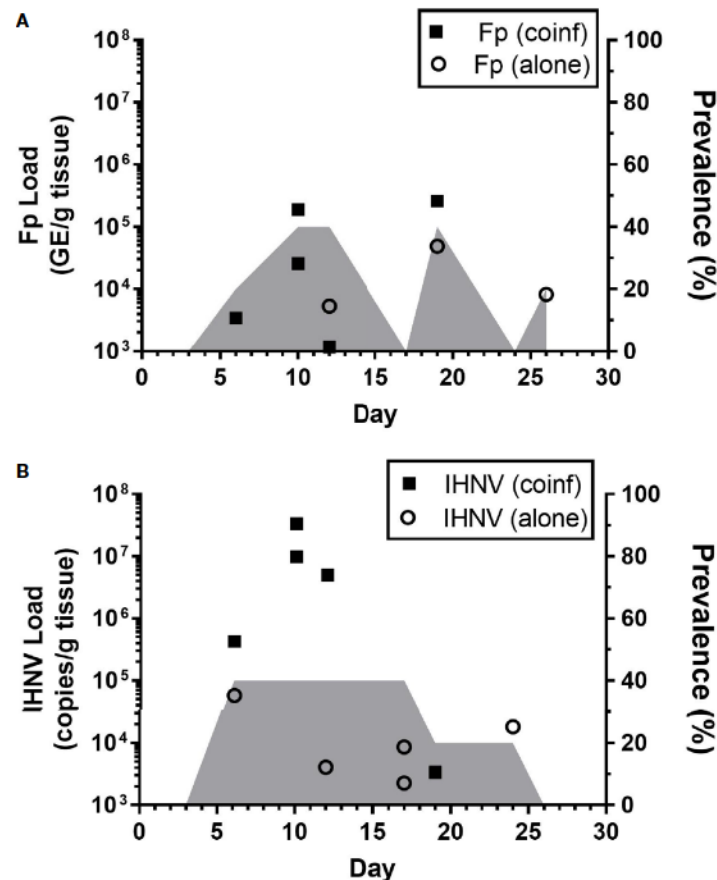 A
Fp (coinf)
Fp (alone)
10⁸
10⁷
10⁶
10⁵
10⁴
10³
Fp Load
(GE/g tissue)
100
80
60
40
20
0
Prevalence (%)
0 5 10 15 20 25 30
Day
B
IHNV (coinf)
IHNV (alone)
10⁸
10⁷
10⁶
10⁵
10⁴
10³
IHNV Load
(copies/g tissue)
100
80
60
40
20
0
Prevalence (%)
0 5 10 15 20 25 30
Day